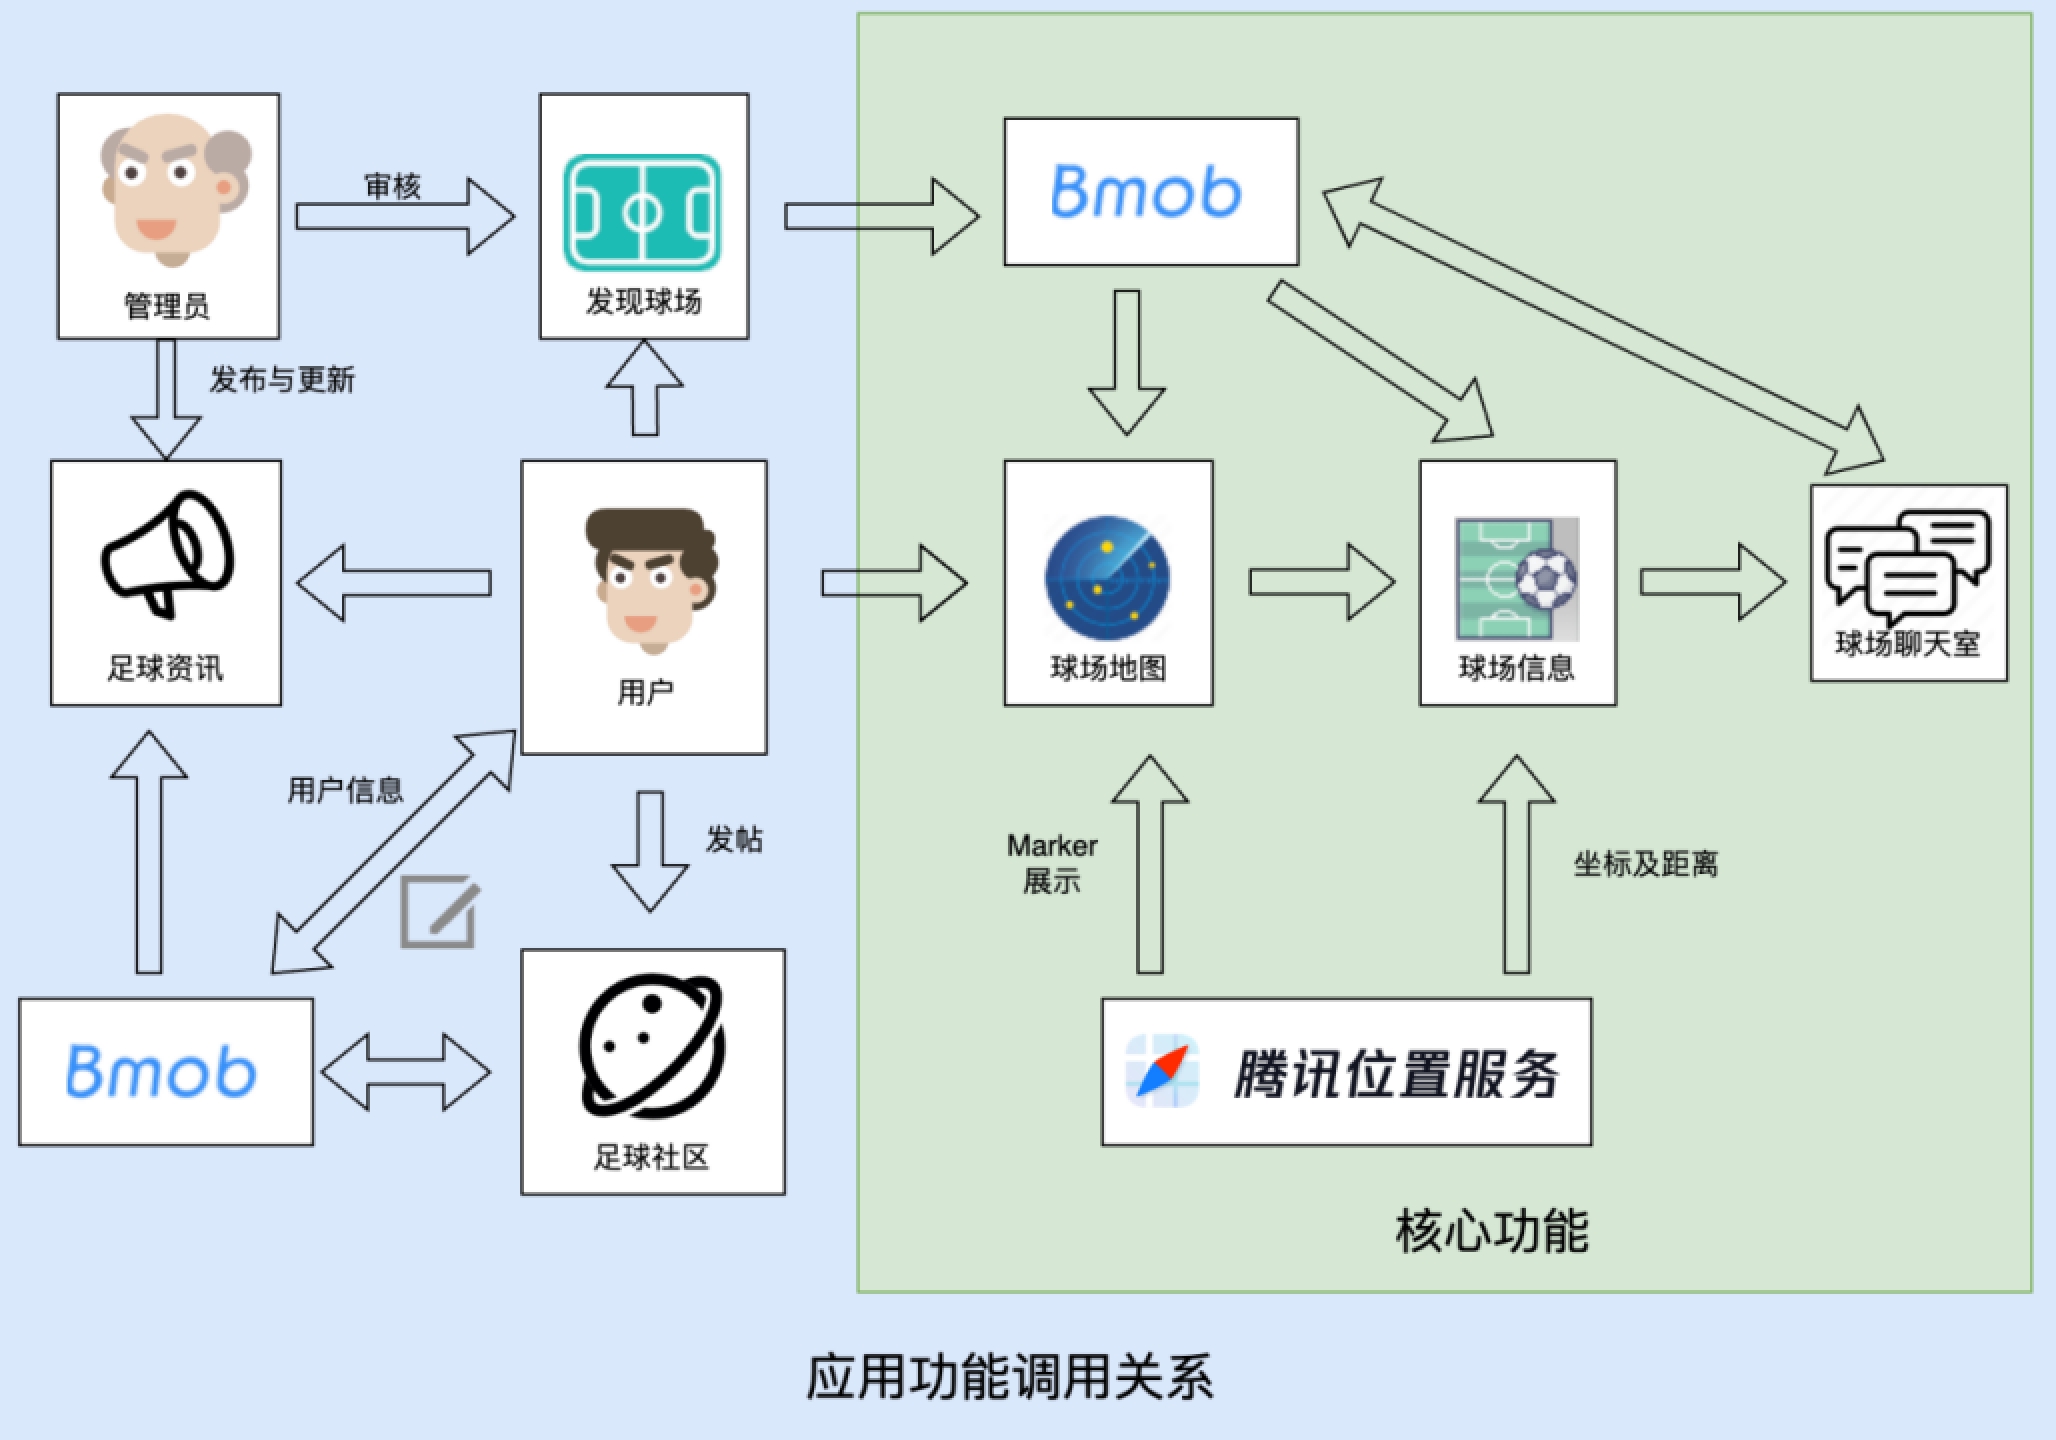 管理员
审核
发现球场
Bmob
发布与更新
足球资讯
用户
球场地图
球场信息
球场聊天室
用户信息
发帖
Marker
展示
坐标及距离
Bmob
足球社区
腾讯位置服务
核心功能
应用功能调用关系